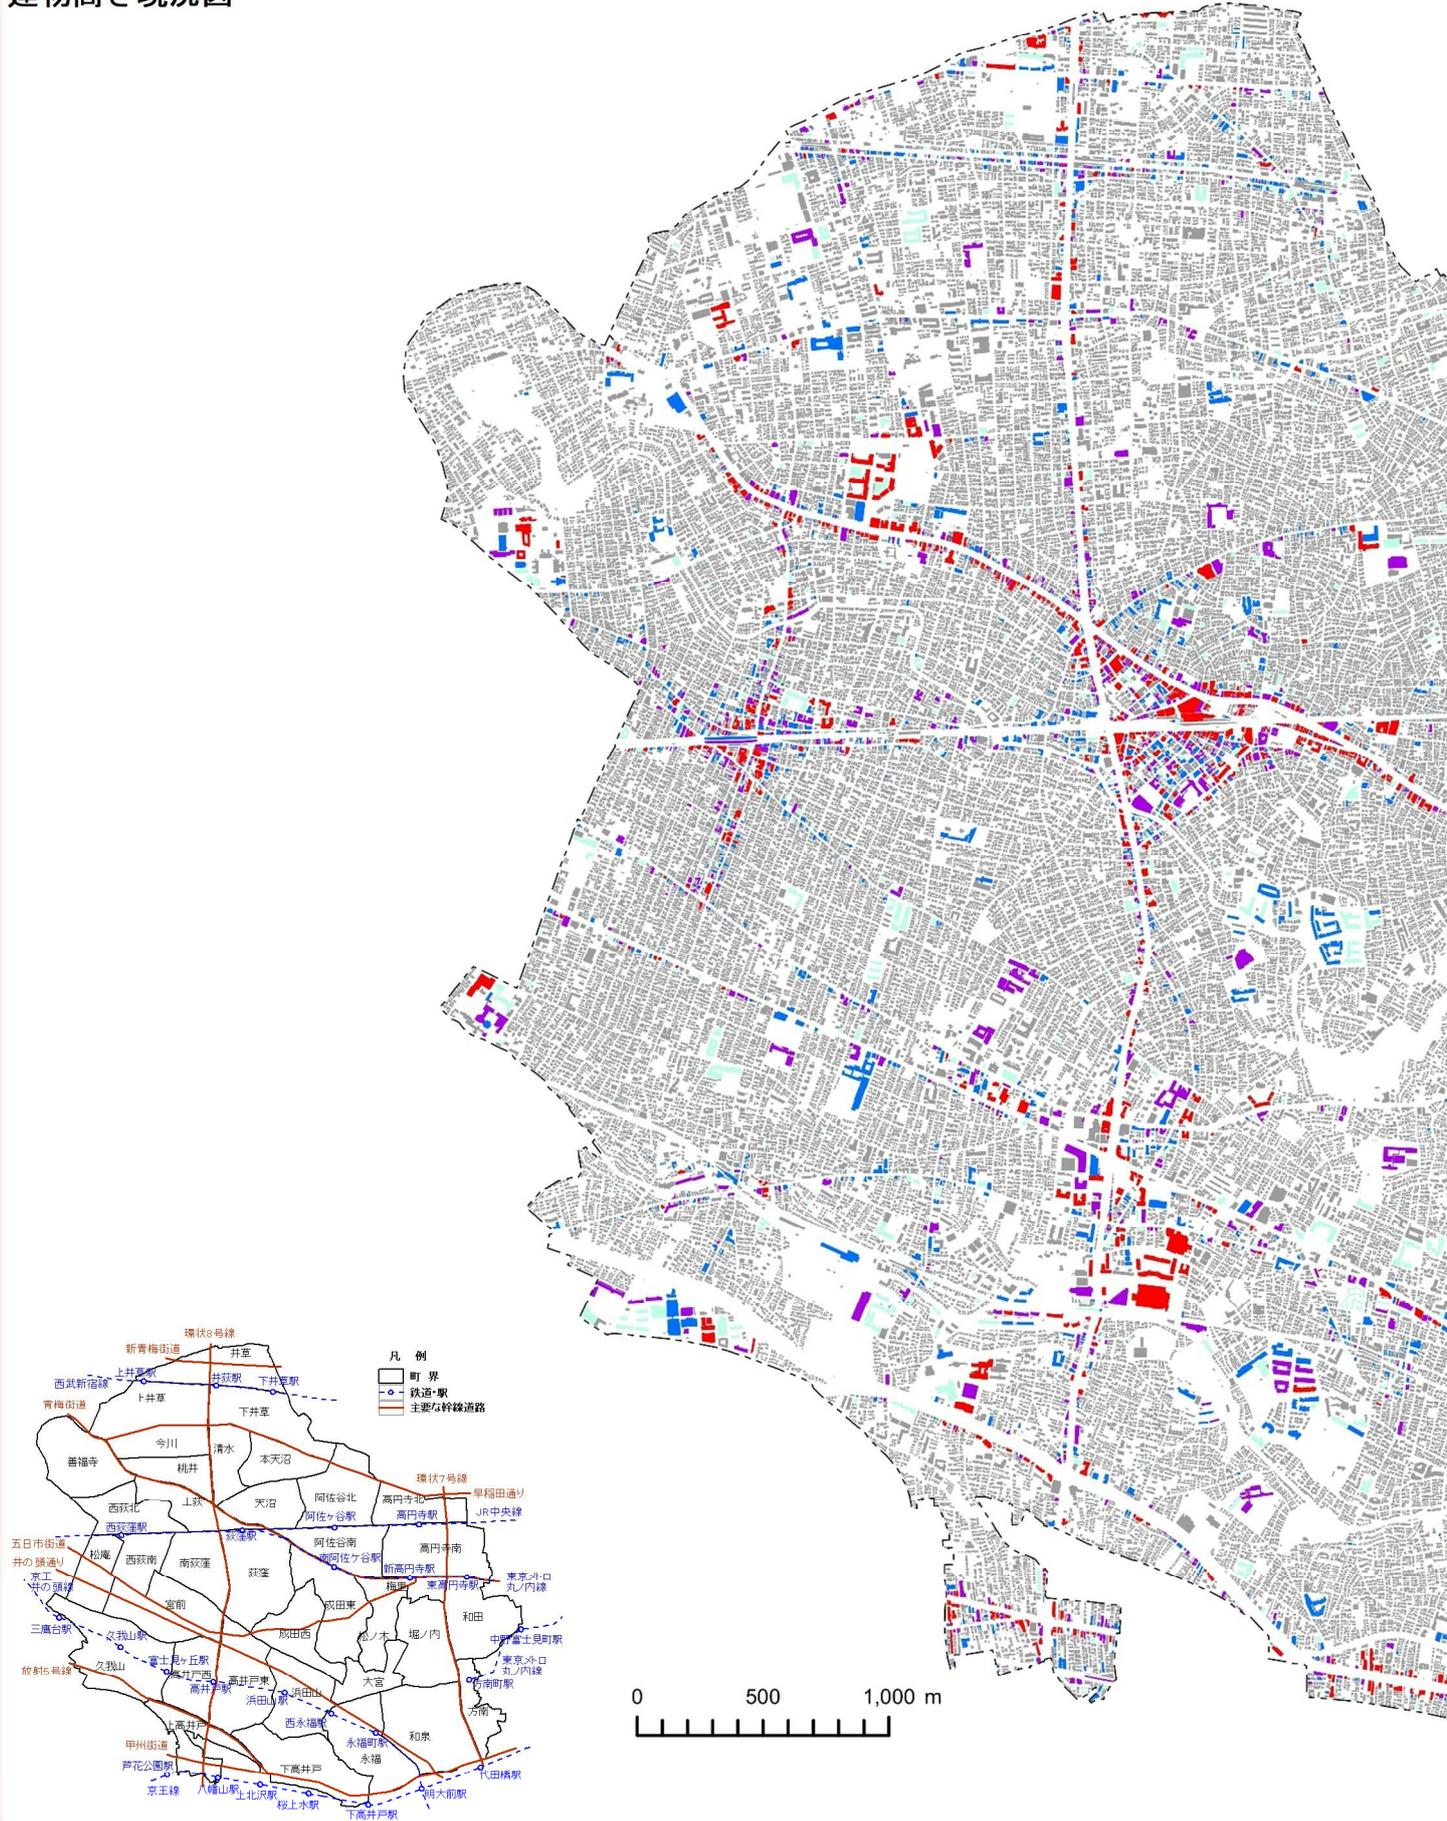 建物高さ現況図
環状8号線
新青梅街道
井草
上井草駅
井荻駅
下井草駅
西武新宿線
上井草
下井草
青梅街道
今川
清水
善福寺
桃井
本天沼
環状7号線
早稲田通り
上荻
天沼
阿佐谷北
高円寺北
西荻北
阿佐ヶ谷駅
高円寺駅
JR中央線
西荻窪駅
荻窪駅
五日市街道
松庵
西荻南
南荻窪
阿佐谷南
高円寺南
井の頭通り
荻窪
南阿佐ケ谷駅
新高円寺駅
京王
井の頭線
梅里
東高円寺駅
東京メトロ
丸ノ内線
宮前
成田東
和田
三鷹台駅
成田西
松ノ木
堀ノ内
中野富士見町駅
久我山駅
富士見ヶ丘駅
東京メトロ
丸ノ内線
放射5号線
久我山
高井戸西
高井戸東
大宮
方南町駅
高井戸駅
浜田山駅
浜田山
西永福駅
方南
上高井戸
和泉
永福町駅
甲州街道
永福
芦花公園駅
下高井戸
代田橋駅
京王線
八幡山駅
上北沢駅
桜上水駅
明大前駅
下高井戸駅
凡 例
町 界
鉄道・駅
主要な幹線道路
0 500 1,000 m